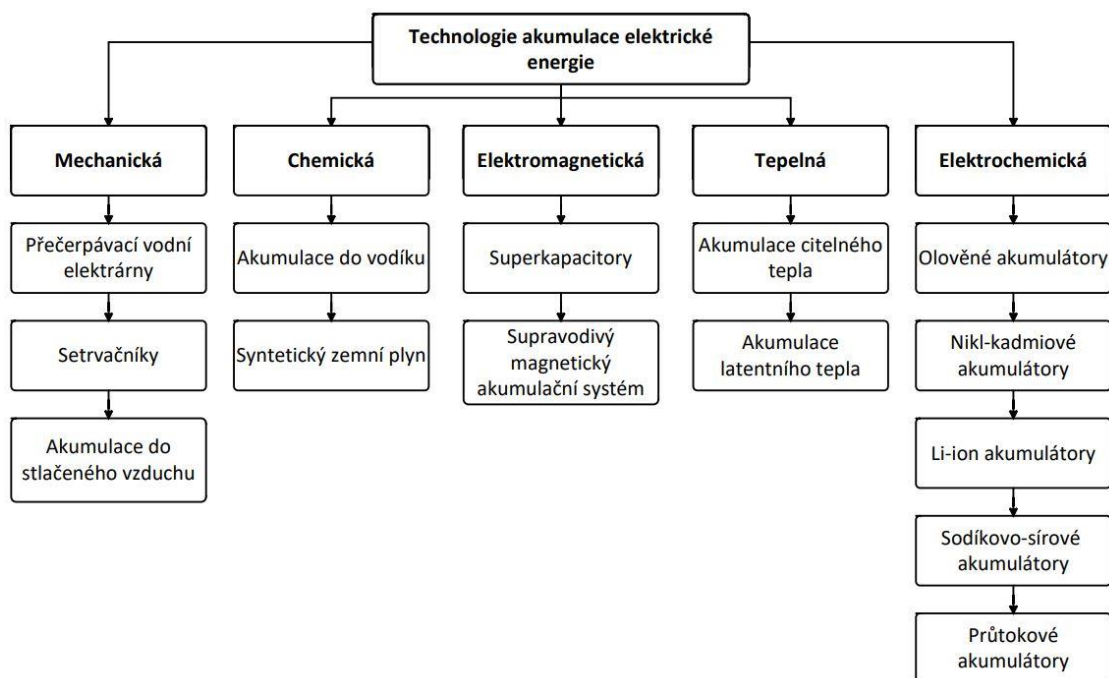 Technologie akumulace elektrické
energie
Mechanická
Chemická
Elektromagnetická
Tepelná
Elektrochemická
Přečerpávací vodní
elektrárny
Akumulace do vodíku
Superkapacitory
Akumulace citelného
tepla
Olověné akumulátory
Setrvačníky
Syntetický zemní plyn
Supravodivý
magnetický
akumulační systém
Akumulace
latentního tepla
Nikl-kadmiové
akumulátory
Akumulace do
stlačeného vzduchu
Li-ion akumulátory
Sodíkovo-sírové
akumulátory
Průtokové
akumulátory